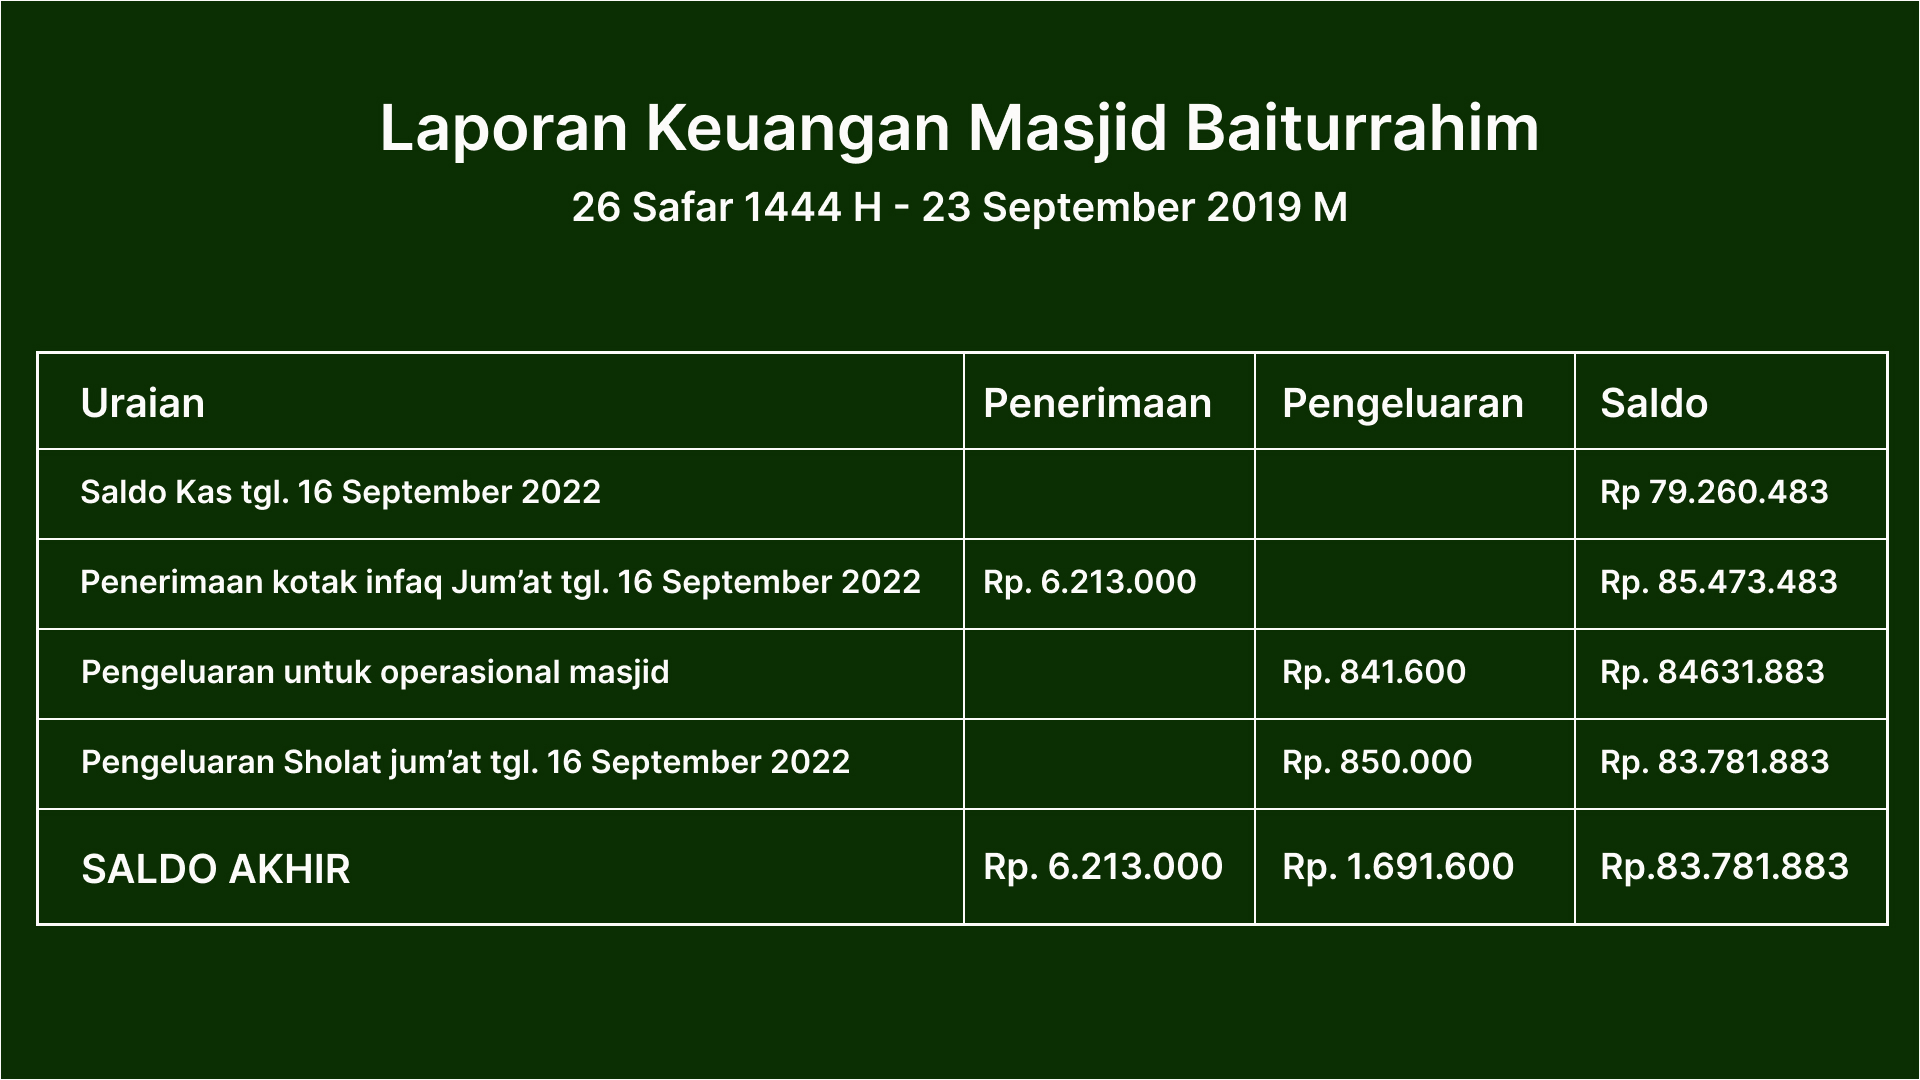 Laporan Keuangan Masjid Baiturrahim
26 Safar 1444 H - 23 September 2019 M
Uraian Penerimaan Pengeluaran Saldo
Saldo Kas tgl. 16 September 2022 Rp 79.260.483
Penerimaan kotak infaq Jum’at tgl. 16 September 2022 Rp. 6.213.000 Rp. 85.473.483
Pengeluaran untuk operasional masjid Rp. 841.600 Rp. 84631.883
Pengeluaran Sholat jum’at tgl. 16 September 2022 Rp. 850.000 Rp. 83.781.883
SALDO AKHIR Rp. 6.213.000 Rp. 1.691.600 Rp.83.781.883